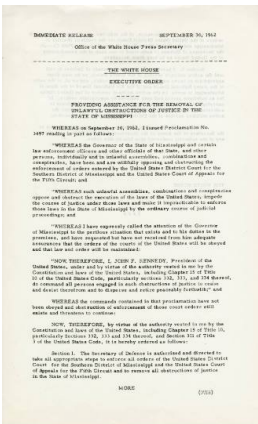 IMMEDIATE RELEASE SEPTEMBER 30, 1962
Office of the White House Press Secretary
THE WHITE HOUSE
EXECUTIVE ORDER
PROVIDING ASSISTANCE FOR THE REMOVAL OF
UNLAWFUL OBSTRUCTIONS OF JUSTICE IN THE
STATE OF MISSISSIPPI
WHEREAS on September 30, 1962, I issued Proclamation No.
3497 reading in part as follows:
"WHEREAS the Governor of the State of Mississippi and certain
law enforcement officers and other officials of that State, and other
persons, individually and in unlawful assemblies, combinations and
conspiracies, have been and are willfully opposing and obstructing the
enforcement of orders entered by the United States District Court for the
Southern District of Mississippi and the United States Court of Appeals for
the Fifth Circuit; and
"WHEREAS such unlawful assemblies, combinations and conspiracies
oppose and obstruct the execution of the laws of the United States, impede
the course of justice under those laws and make it impracticable to enforce
those laws in the State of Mississippi by the ordinary course of judicial
proceedings; and
"WHEREAS I have expressly called the attention of the Governor
of Mississippi to the perilous situation that exists and to his duties in the
premises, and have requested but have not received from him adequate
assurances that the orders of the courts of the United States will be obeyed
and that law and order will be maintained:
"NOW, THEREFORE, I, JOHN F. KENNEDY, President of the
United States, under and by virtue of the authority vested in me by the
Constitution and laws of the United States, including Chapter 15 of Title
10 of the United States Code, particularly sections 332, 333, and 334 thereof,
do command all persons engaged in such obstructions of justice to cease
and desist therefrom and to disperse and retire peaceably forthwith;" and
WHEREAS the commands contained in that proclamation have not
been obeyed and obstruction of enforcement of those court orders still
exists and threatens to continue:
NOW, THEREFORE, by virtue of the authority vested in me by the
Constitution and laws of the United States, including Chapter 15 of Title 10,
particularly Sections 332, 333 and 334 thereof, and Section 301 of Title
3 of the United States Code, it is hereby ordered as follows:
Section 1. The Secretary of Defense is authorized and directed to
take all appropriate steps to enforce all orders of the United States District
Court for the Southern District of Mississippi and the United States Court
of Appeals for the Fifth Circuit and to remove all obstructions of justice
in the State of Mississippi.
MORE